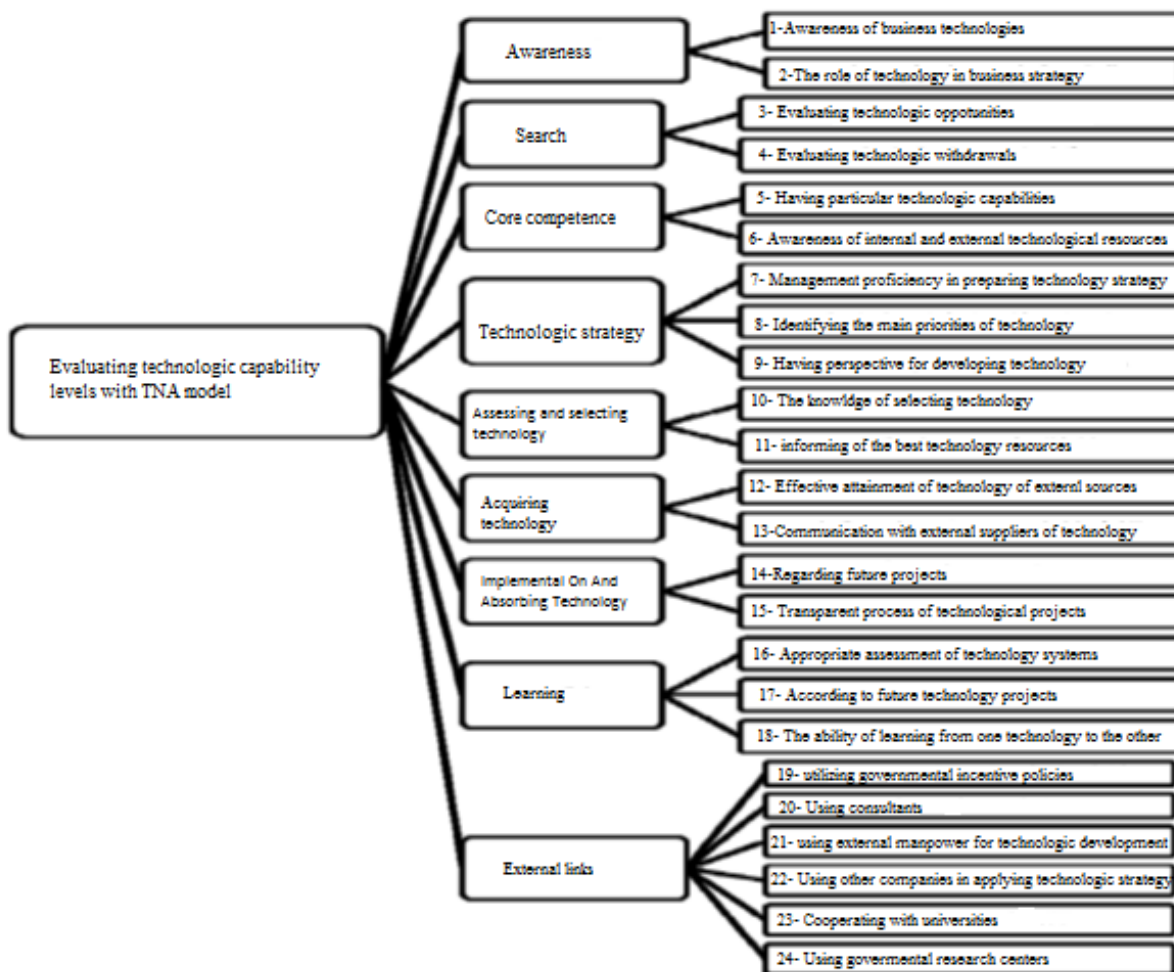 Evaluating technologic capability
levels with TNA model
Awareness
1-Awareness of business technologies
2-The role of technology in business strategy
Search
3- Evaluating technologic oppotunities
4- Evaluating technologic withdrawals
Core competence
5- Having particular technologic capabilities
6- Awareness of internal and external technological resources
Technologic strategy
7- Management proficiency in preparing technology strategy
8- Identifying the main priorities of technology
9- Having perspective for developing technology
Assessing and selecting
technology
10- The knowldge of selecting technology
11- informing of the best technology resources
Acquiring
technology
12- Effective attainment of technology of externl sources
13-Communication with external suppliers of technology
Implemental On And
Absorbing Technology
14-Regarding future projects
15- Transparent process of technological projects
Learning
16- Appropriate assessment of technology systems
17- According to future technology projects
18- The ability of learning from one technology to the other
External links
19- utilizing governmental incentive policies
20- Using consultants
21- using external manpower for technologic development
22- Using other companies in applying technologic strategy
23- Cooperating with universities
24- Using govermental research centers